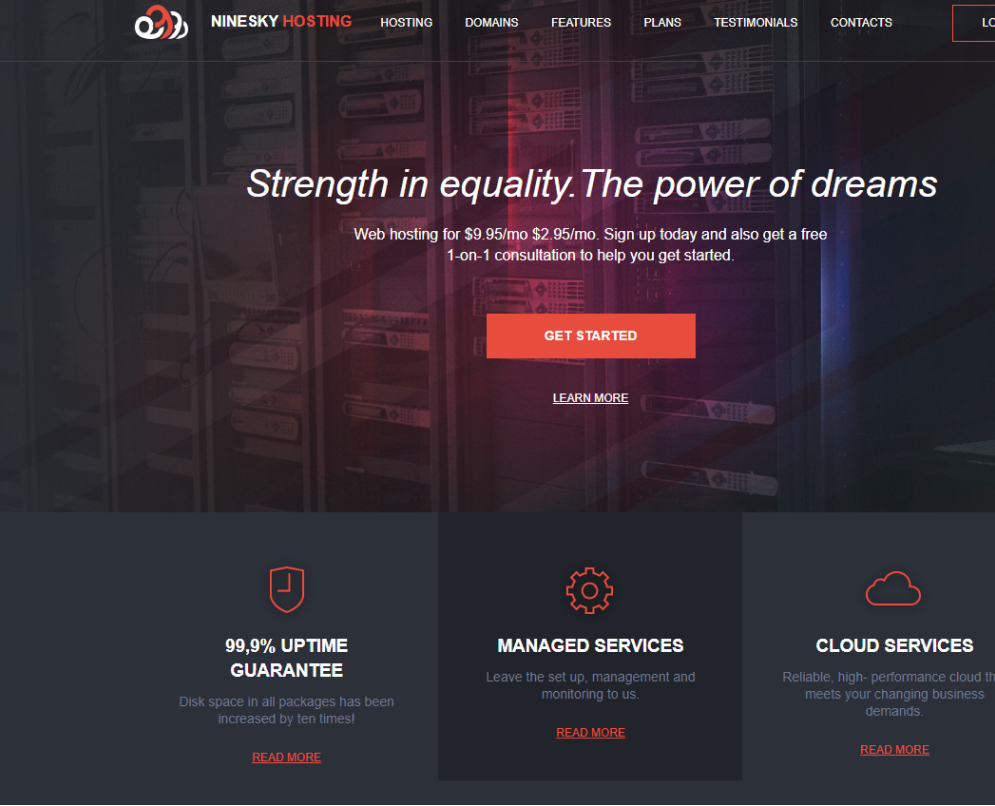 NINESKY HOSTING
HOSTING
DOMAINS
FEATURES
PLANS
TESTIMONIALS
CONTACTS
Strength in equality.The power of dreams
Web hosting for $9.95/mo $2.95/mo. Sign up today and also get a free
1-on-1 consultation to help you get started.
GET STARTED
LEARN MORE
99,9% UPTIME
GUARANTEE
Disk space in all packages has been
increased by ten times!
READ MORE
MANAGED SERVICES
Leave the set up, management and
monitoring to us.
READ MORE
CLOUD SERVICES
Reliable, high- performance cloud
meets your changing business
demands.
READ MORE